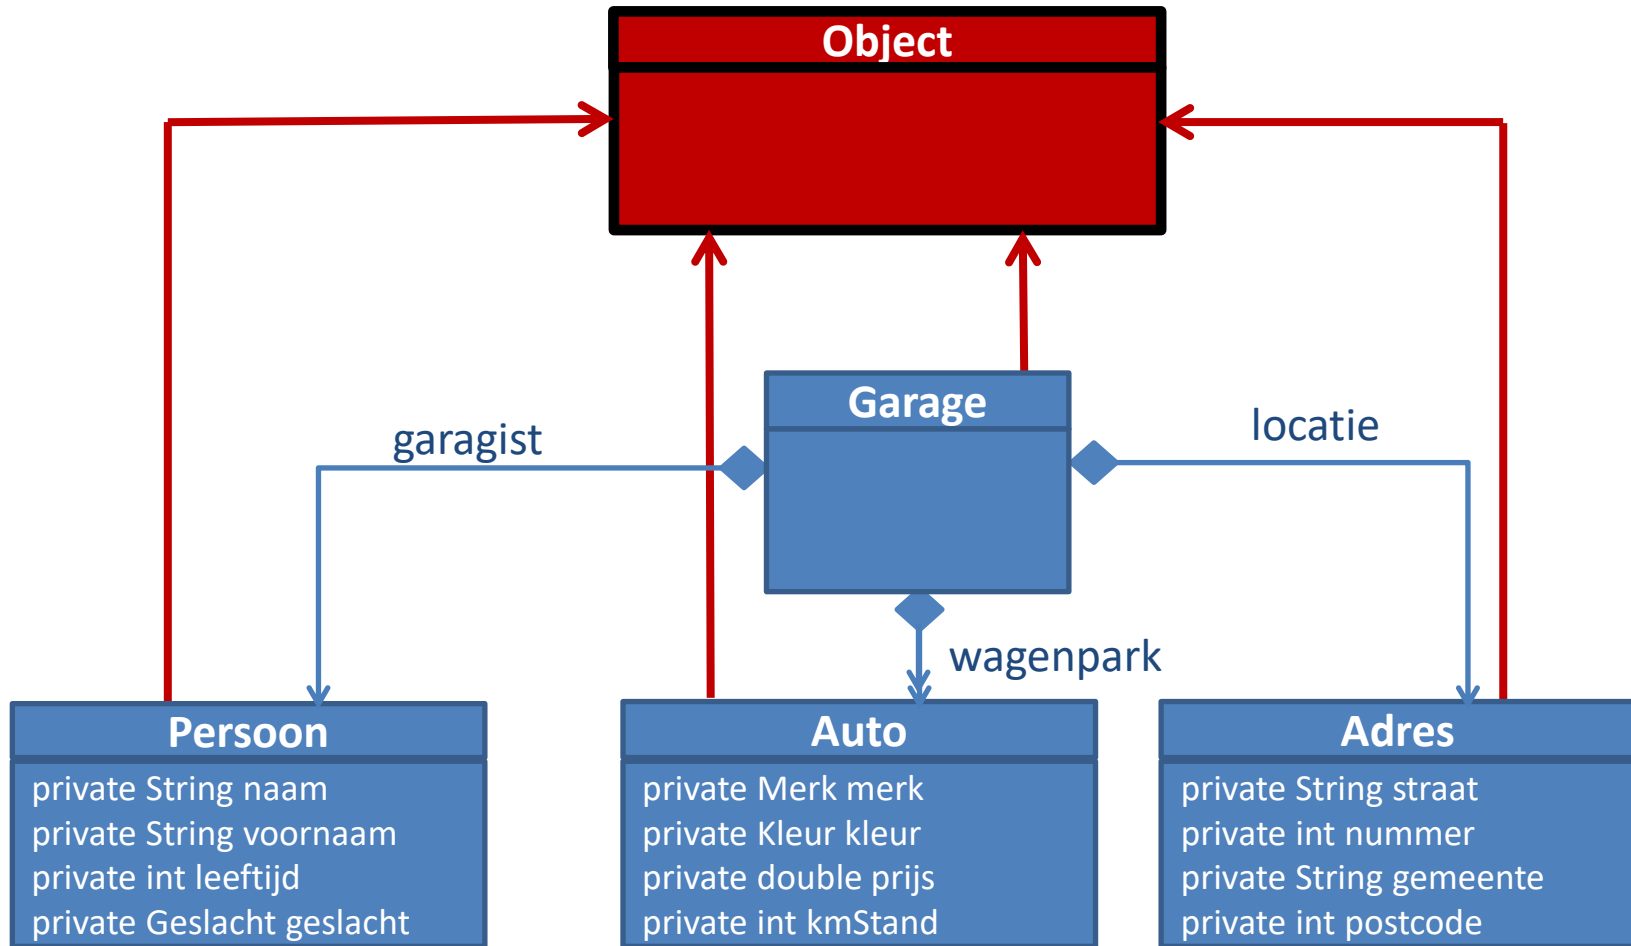 Object
Garage
garagist
locatie
wagenpark
Persoon
private String naam
private String voornaam
private int leeftijd
private Geslacht geslacht
Auto
private Merk merk
private Kleur kleur
private double prijs
private int kmStand
Adres
private String straat
private int nummer
private String gemeente
private int postcode